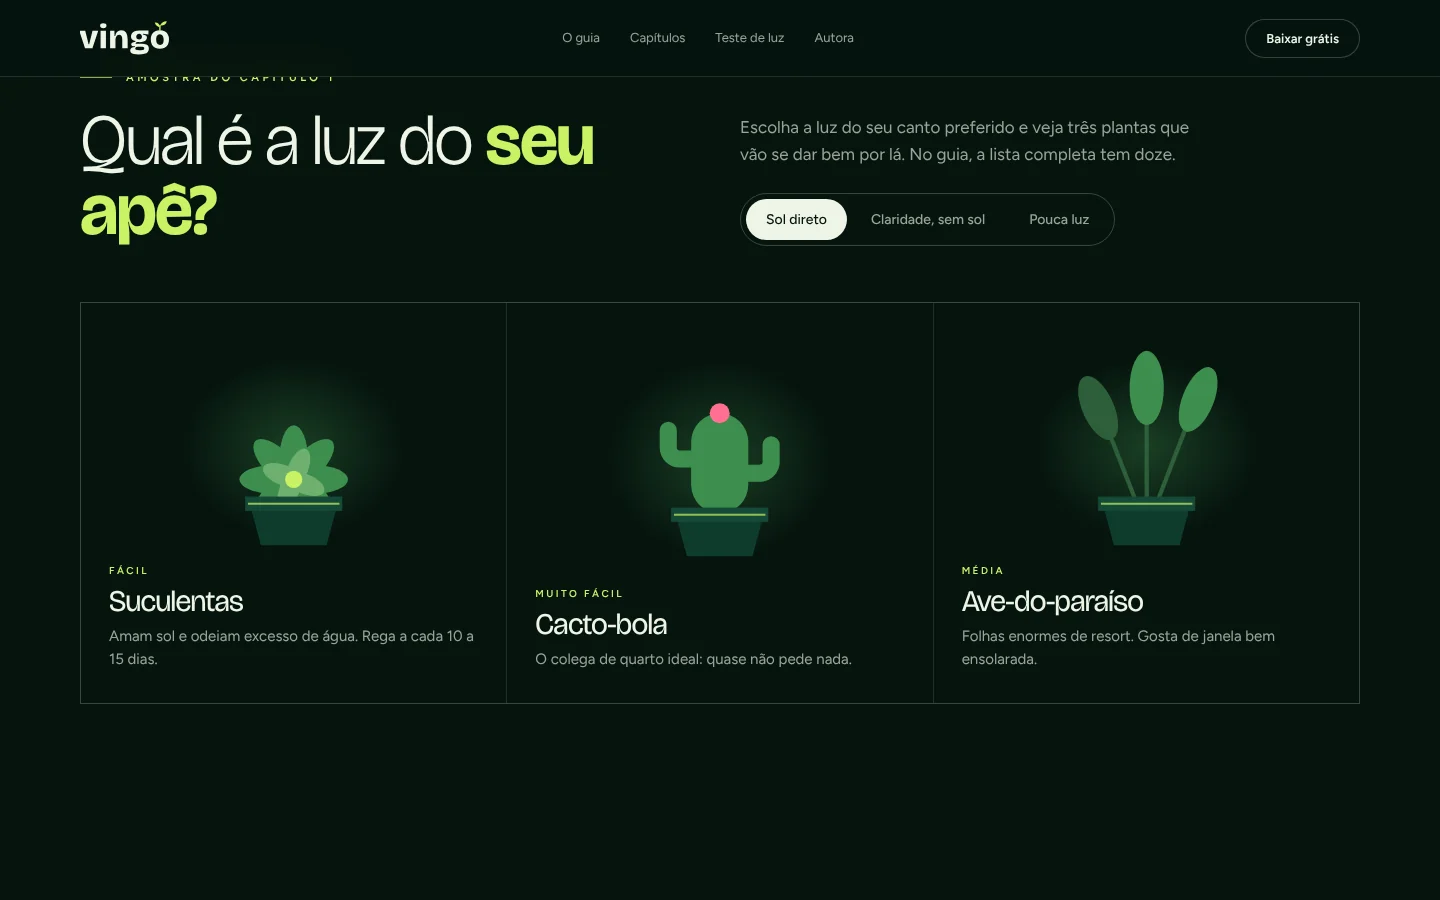 vingo
O guia
Capítulos
Teste de luz
Autora
Baixar grátis
AMOSTRA DO CAPÍTULO 1
Qual é a luz do seu
apê?
Escolha a luz do seu canto preferido e veja três plantas que
vão se dar bem por lá. No guia, a lista completa tem doze.
Sol direto
Claridade, sem sol
Pouca luz
FÁCIL
Suculentas
Amam sol e odeiam excesso de água. Rega a cada 10 a
15 dias.
MUITO FÁCIL
Cacto-bola
O colega de quarto ideal: quase não pede nada.
MÉDIA
Ave-do-paraíso
Folhas enormes de resort. Gosta de janela bem
ensolarada.